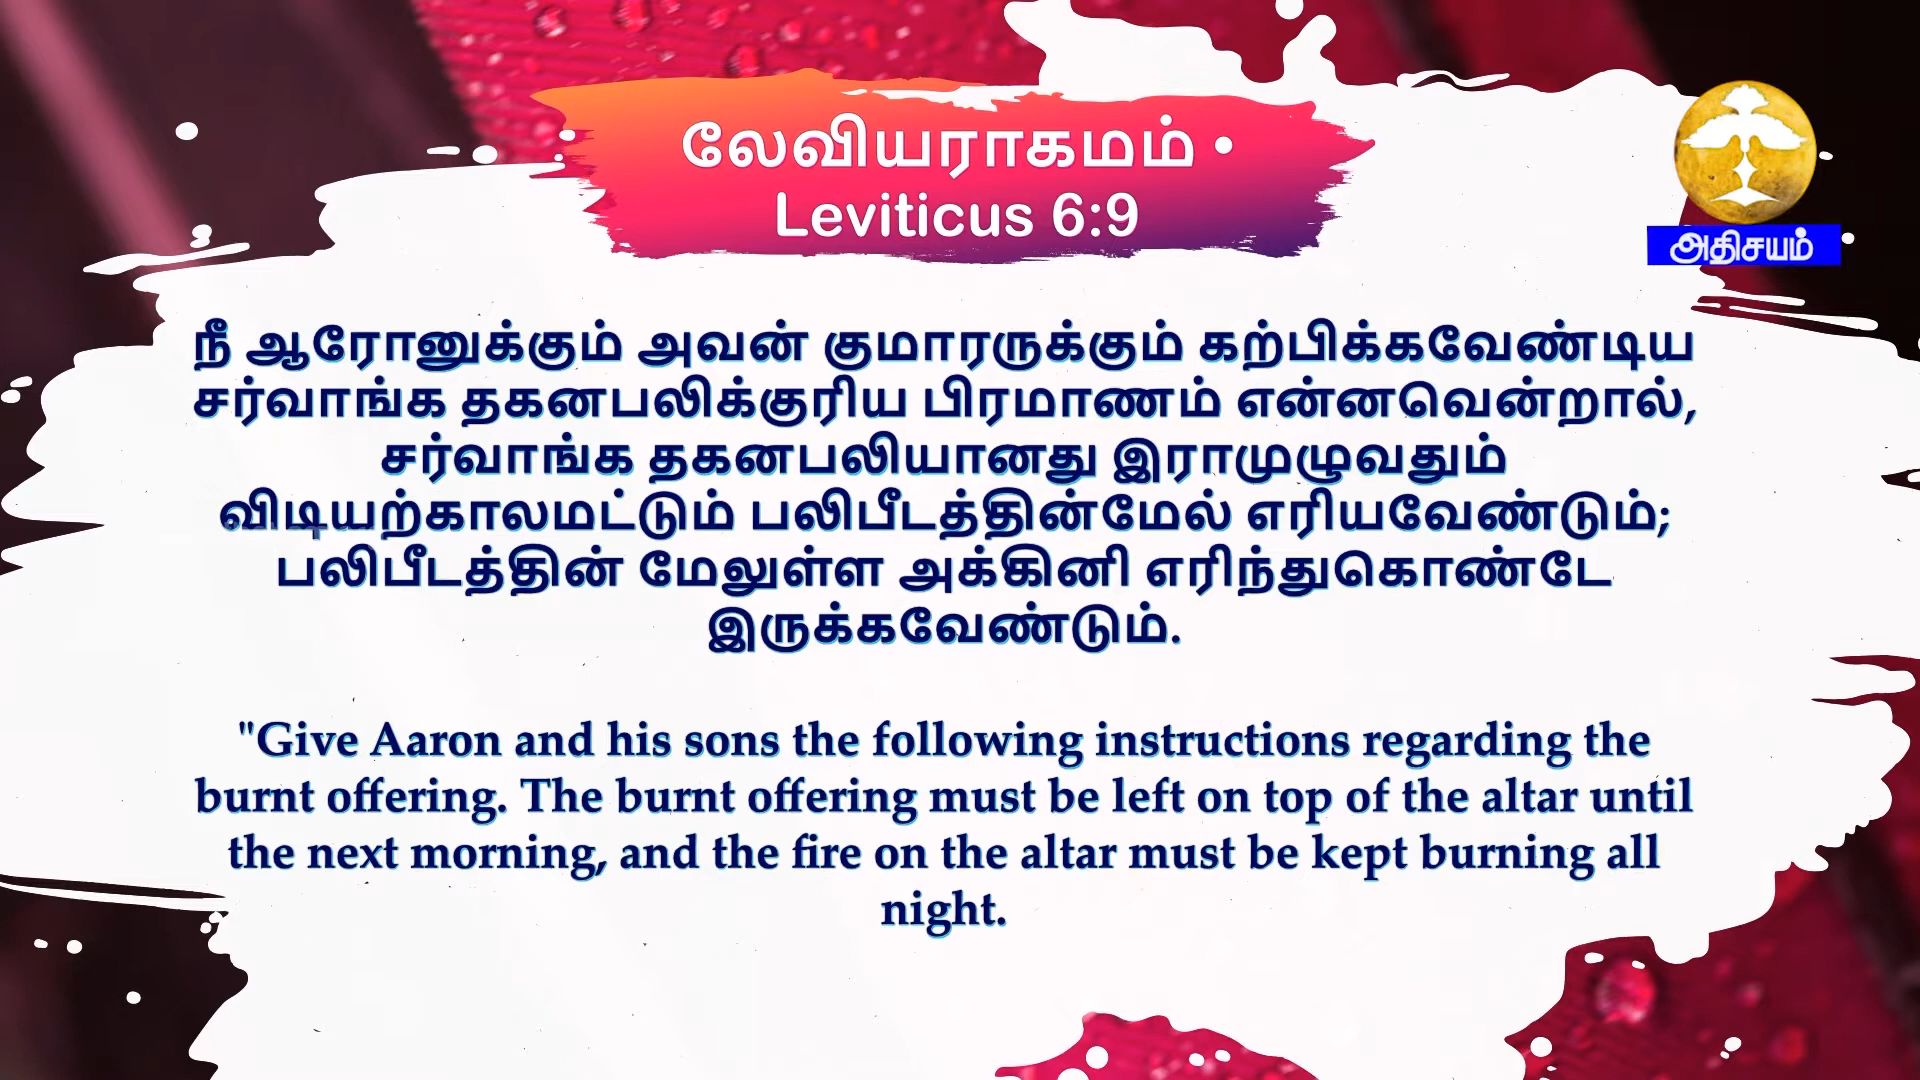 லேவியராகமம் •
Leviticus 6:9
அதிசயம்
நீ ஆரோனுக்கும் அவன் குமாரருக்கும் கற்பிக்கவேண்டிய
சர்வாங்க தகனபலிக்குரிய பிரமாணம் என்னவென்றால்,
சர்வாங்க தகனபலியானது இராமுழுவதும்
விடியற்காலமட்டும் பலிபீடத்தின்மேல் எரியவேண்டும்;
பலிபீடத்தின் மேலுள்ள அக்கினி எரிந்துகொண்டே
இருக்கவேண்டும்.
"Give Aaron and his sons the following instructions regarding the
burnt offering. The burnt offering must be left on top of the altar until
the next morning, and the fire on the altar must be kept burning all
night.